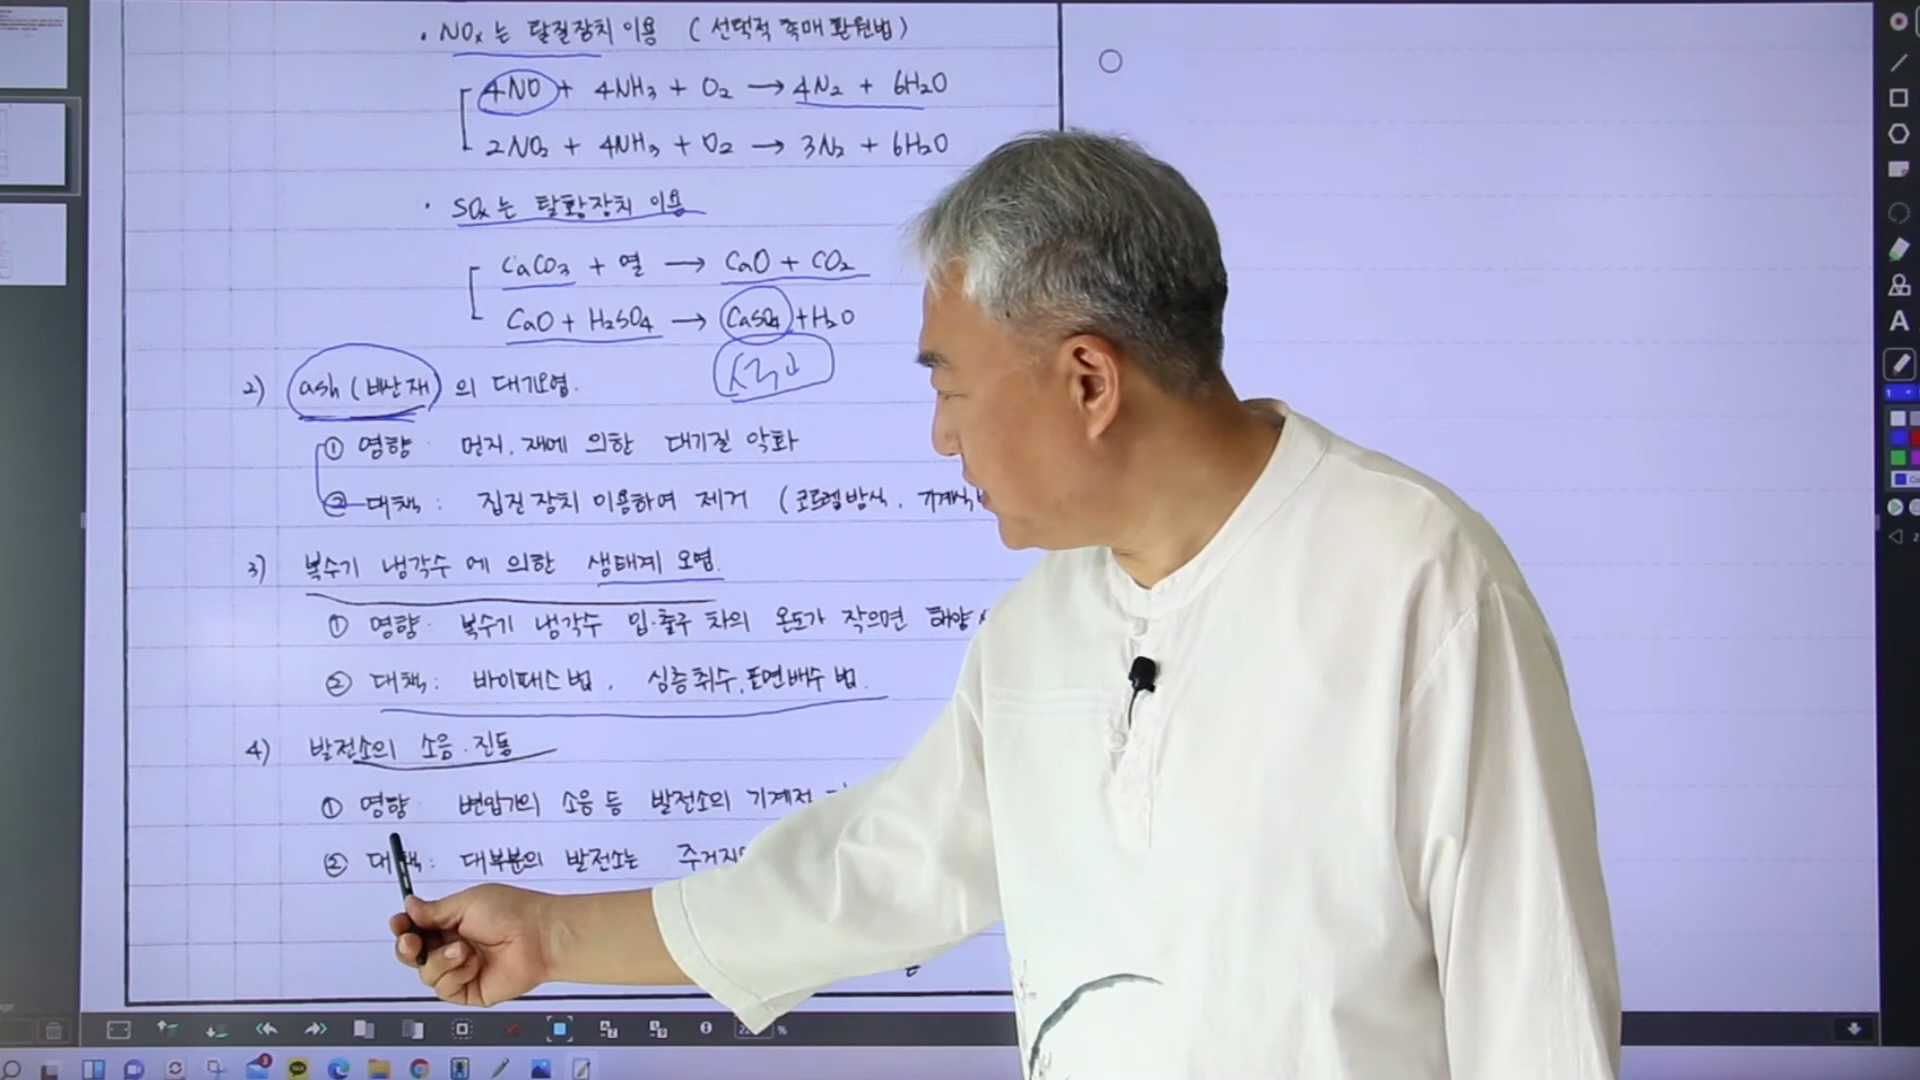 · NOx 는 탈질장치 이용 ( 선택적 촉매 환원법 )
4NO + 4NH3 + O2 → 4N2 + 6H2O
2NO2 + 4NH3 + O2 → 3N2 + 6H2O
· SOx 는 탈황장치 이용
CaCO3 + 열 → CaO + CO2
CaO + H2SO4 → CaSO4 + H2O
석고
2) ash (비산재) 의 대기오염.
① 영향 먼지, 재에 의한 대기질 악화
② 대책 : 집진장치 이용하여 제거 ( 코트렐방식, 기계식
3) 복수기 냉각수에 의한 생태계 오염.
① 영향 복수기 냉각수 입·출구 차의 온도가 작으면 해양
② 대책 : 바이패스법, 심층취수, 표면배수법.
4) 발전소의 소음·진동
① 영향 변압기의 소음 등 발전소의 기계적
② 대책 : 대부분의 발전소는 주거지